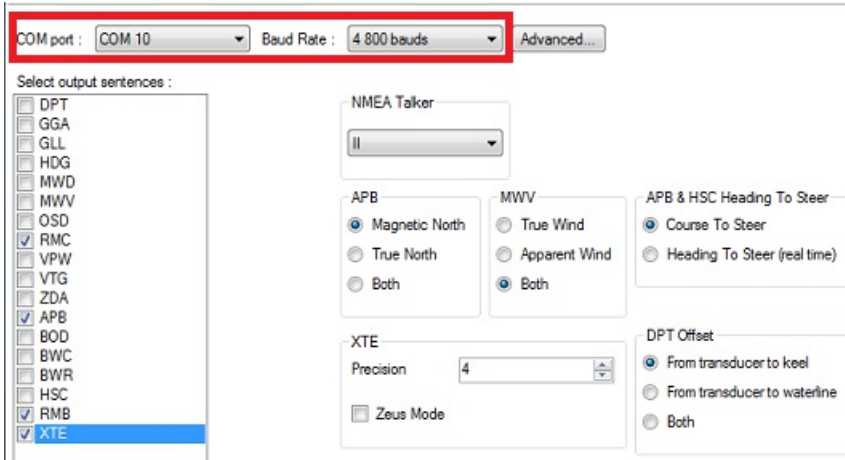 COM port : COM 10 Baud Rate : 4 800 bauds Advanced...
Select output sentences :
DPT
GGA
GLL
HDG
MWD
MWV
OSD
RMC
VPW
VTG
ZDA
APB
BOD
BWC
BWR
HSC
RMB
XTE
NMEA Talker
II
APB
Magnetic North
True North
Both
MWV
True Wind
Apparent Wind
Both
APB & HSC Heading To Steer
Course To Steer
Heading To Steer (real time)
XTE
Precision 4
Zeus Mode
DPT Offset
From transducer to keel
From transducer to waterline
Both